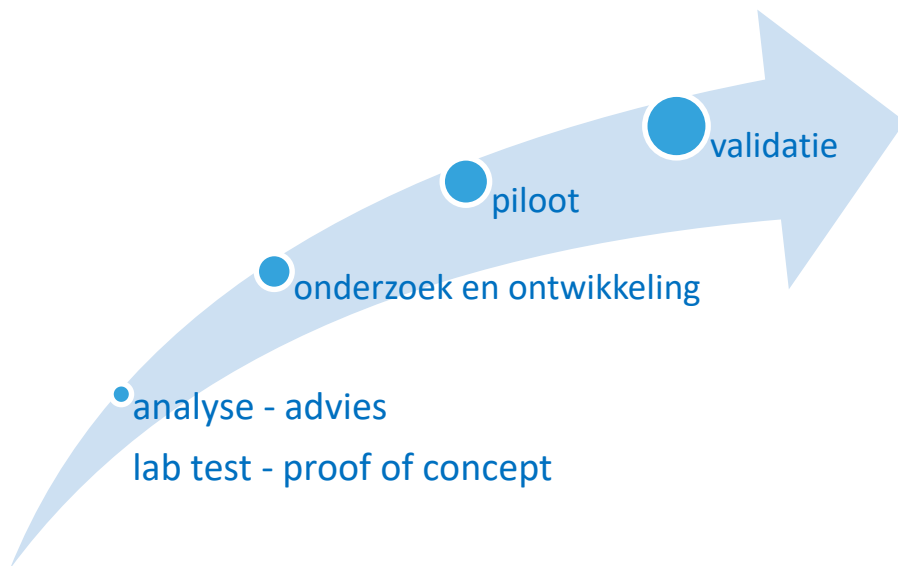 validatie
piloot
onderzoek en ontwikkeling
analyse - advies
lab test - proof of concept